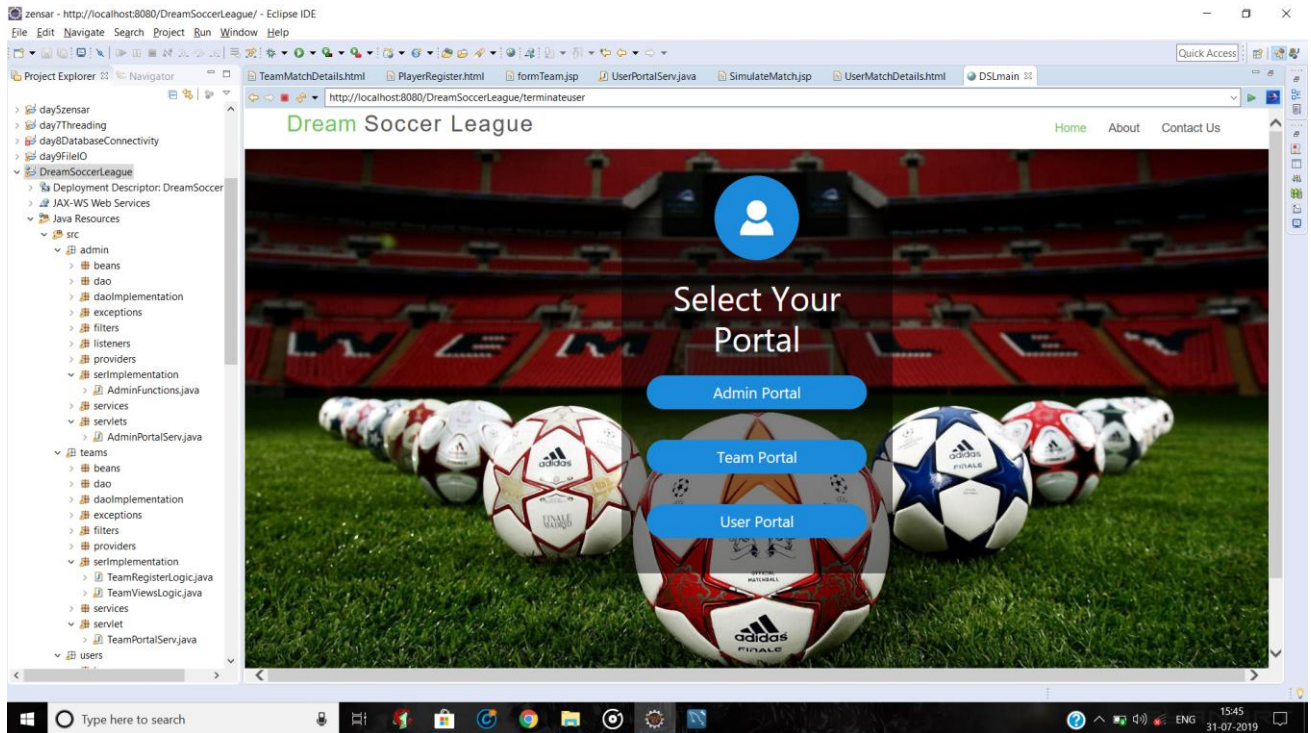 zensar - http://localhost:8080/DreamSoccerLeague/ - Eclipse IDE
File Edit Navigate Search Project Run Window Help
Quick Access
Project Explorer Navigator
TeamMatchDetails.html PlayerRegister.html formTeam.jsp UserPortalServ.java SimulateMatch.jsp UserMatchDetails.html DSLmain
http://localhost:8080/DreamSoccerLeague/terminateuser
day5zensar
day7Threading
day8DatabaseConnectivity
day9FileIO
DreamSoccerLeague
Deployment Descriptor: DreamSoccer
JAX-WS Web Services
Java Resources
src
admin
beans
dao
daoImplementation
exceptions
filters
listeners
providers
serImplementation
AdminFunctions.java
services
servlets
AdminPortalServ.java
teams
beans
dao
daoImplementation
exceptions
filters
providers
serImplementation
TeamRegisterLogic.java
TeamViewsLogic.java
services
servlet
TeamPortalServ.java
users
Dream Soccer League
Home About Contact Us
WEMLY
Select Your
Portal
Admin Portal
Team Portal
User Portal
adidas
FINALE
MADRID
adidas
FINALE
OFFICIAL
MATCHBALL
adidas
FINALE
Type here to search
ENG
15:45
31-07-2019